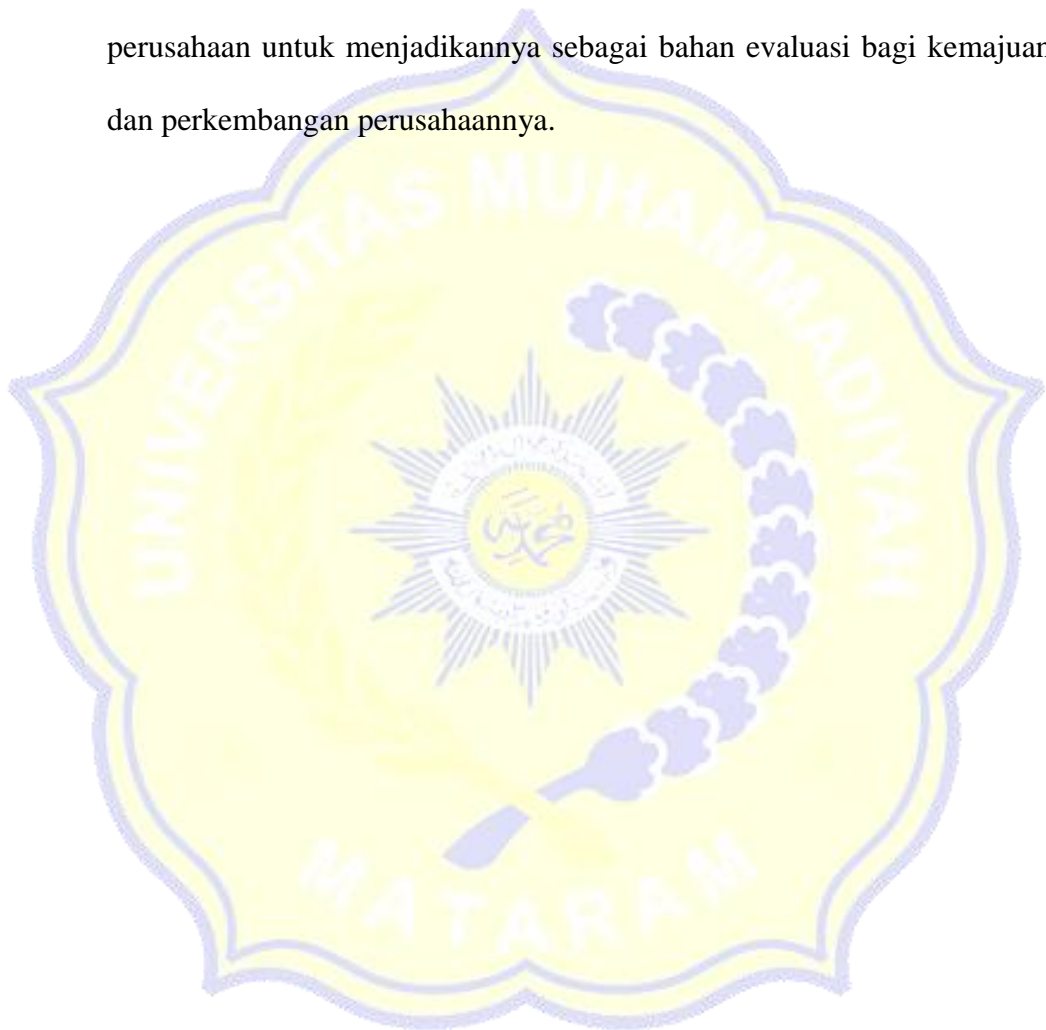 perusahaan untuk menjadikannya sebagai bahan evaluasi bagi kemajuan
dan perkembangan perusahaannya.
UNIVERSITAS MUHAMMADIYAH
MATARAM